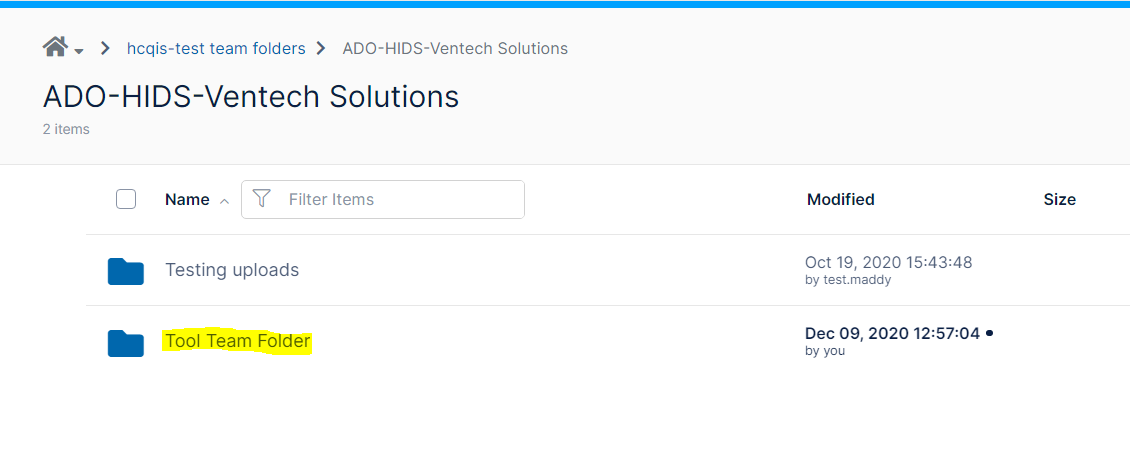 hcqis-test team folders ADO-HIDS-Ventech Solutions
ADO-HIDS-Ventech Solutions
2 items
Name Filter Items Modified Size
Testing uploads Oct 19, 2020 15:43:48
by test.maddy
Tool Team Folder Dec 09, 2020 12:57:04
by you